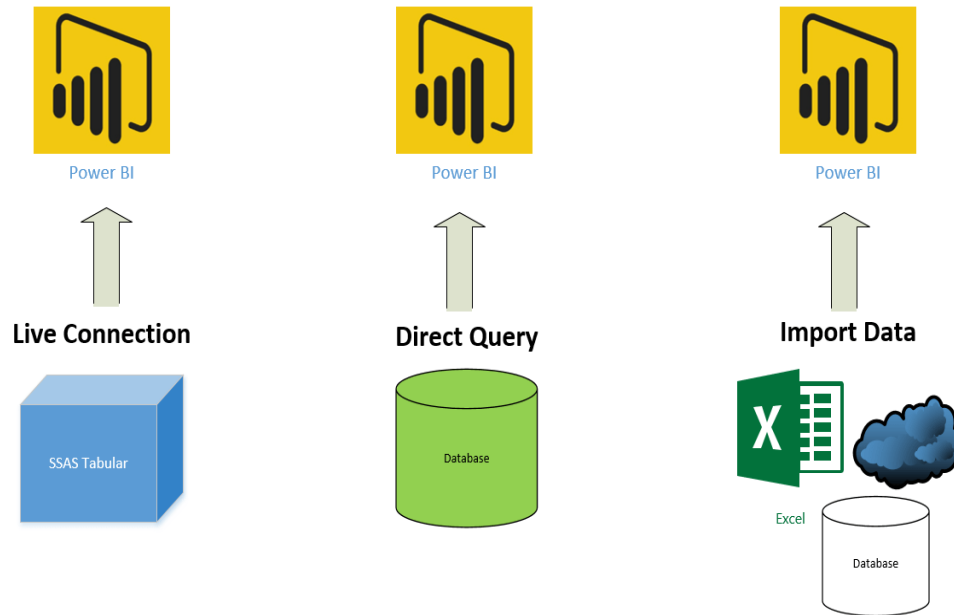 Power BI
Power BI
Power BI
Live Connection
Direct Query
Import Data
SSAS Tabular
Database
X
Excel
Database